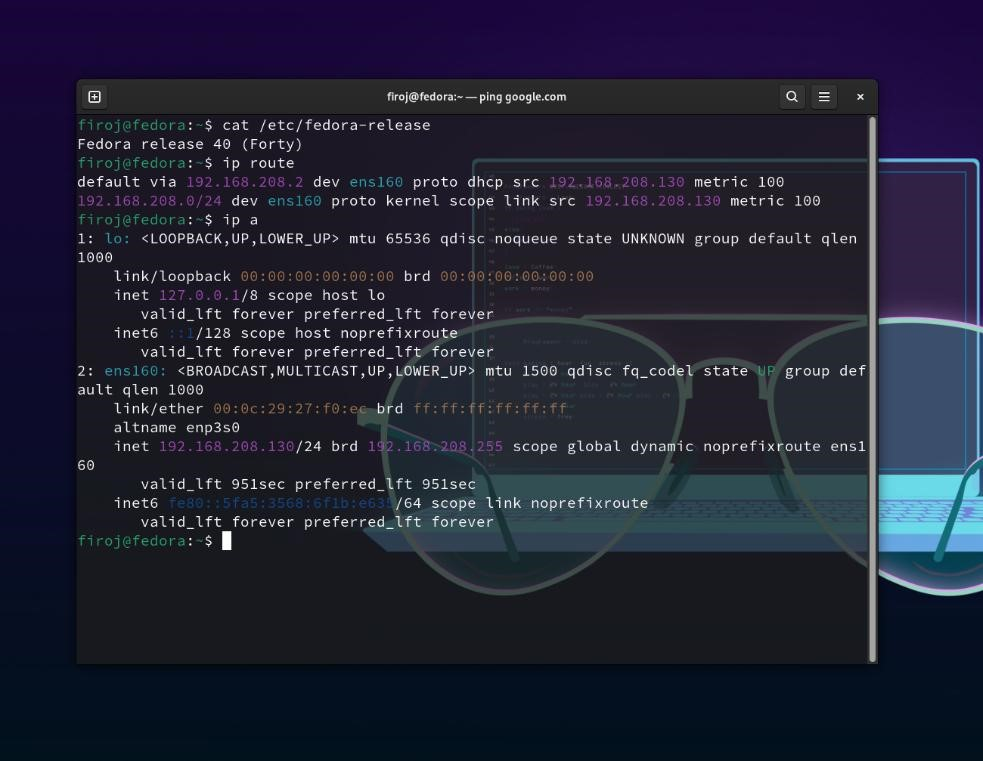 firoj@fedora:~ — ping google.com
firoj@fedora:~$ cat /etc/fedora-release
Fedora release 40 (Forty)
firoj@fedora:~$ ip route
default via 192.168.208.2 dev ens160 proto dhcp src 192.168.208.130 metric 100
192.168.208.0/24 dev ens160 proto kernel scope link src 192.168.208.130 metric 100
firoj@fedora:~$ ip a
1: lo: <LOOPBACK,UP,LOWER_UP> mtu 65536 qdisc noqueue state UNKNOWN group default qlen
1000
    link/loopback 00:00:00:00:00:00 brd 00:00:00:00:00:00
    inet 127.0.0.1/8 scope host lo
       valid_lft forever preferred_lft forever
    inet6 ::1/128 scope host noprefixroute
       valid_lft forever preferred_lft forever
2: ens160: <BROADCAST,MULTICAST,UP,LOWER_UP> mtu 1500 qdisc fq_codel state UP group def
ault qlen 1000
    link/ether 00:0c:29:27:f0:ec brd ff:ff:ff:ff:ff:ff
    altname enp3s0
    inet 192.168.208.130/24 brd 192.168.208.255 scope global dynamic noprefixroute ens1
60
       valid_lft 951sec preferred_lft 951sec
    inet6 fe80::5fa5:3568:6f1b:e635/64 scope link noprefixroute
       valid_lft forever preferred_lft forever
firoj@fedora:~$